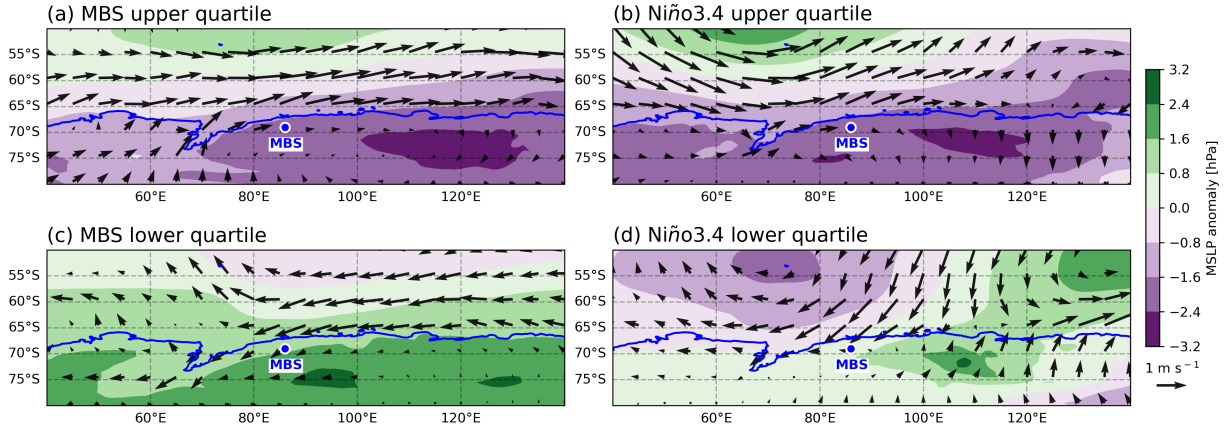 (a) MBS upper quartile
55°S
60°S
65°S
70°S
75°S
MBS
60°E
80°E
100°E
120°E
(b) Niño3.4 upper quartile
55°S
60°S
65°S
70°S
75°S
MBS
60°E
80°E
100°E
120°E
(c) MBS lower quartile
55°S
60°S
65°S
70°S
75°S
MBS
60°E
80°E
100°E
120°E
(d) Niño3.4 lower quartile
55°S
60°S
65°S
70°S
75°S
MBS
60°E
80°E
100°E
120°E
3.2
2.4
1.6
0.8
0.0
−0.8
−1.6
−2.4
−3.2
MSLP anomaly [hPa]
1 m s⁻¹